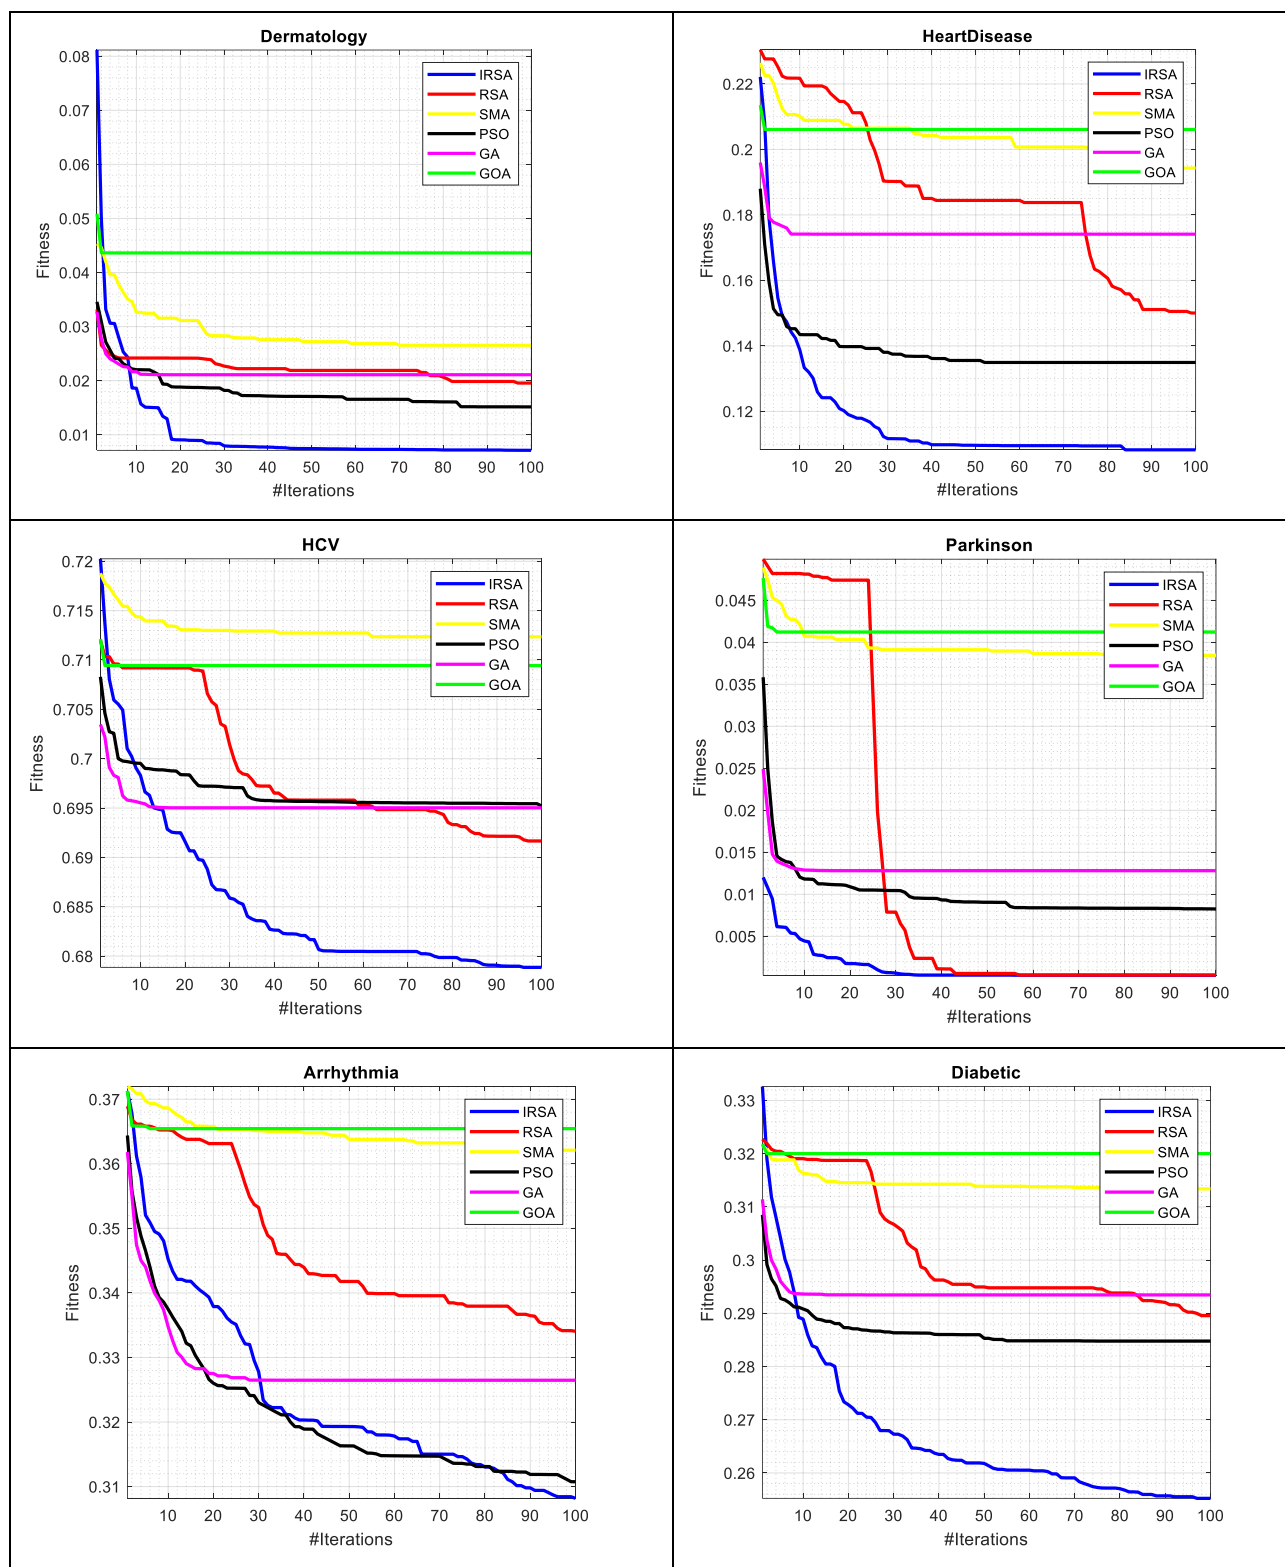 Dermatology
0.08
0.07
0.06
0.05
0.04
0.03
0.02
0.01
Fitness
10 20 30 40 50 60 70 80 90 100
#Iterations
IRSA
RSA
SMA
PSO
GA
GOA
HeartDisease
0.22
0.2
0.18
0.16
0.14
0.12
Fitness
10 20 30 40 50 60 70 80 90 100
#Iterations
IRSA
RSA
SMA
PSO
GA
GOA
HCV
0.72
0.715
0.71
0.705
0.7
0.695
0.69
0.685
0.68
Fitness
10 20 30 40 50 60 70 80 90 100
#Iterations
IRSA
RSA
SMA
PSO
GA
GOA
Parkinson
0.045
0.04
0.035
0.03
0.025
0.02
0.015
0.01
0.005
Fitness
10 20 30 40 50 60 70 80 90 100
#Iterations
IRSA
RSA
SMA
PSO
GA
GOA
Arrhythmia
0.37
0.36
0.35
0.34
0.33
0.32
0.31
Fitness
10 20 30 40 50 60 70 80 90 100
#Iterations
IRSA
RSA
SMA
PSO
GA
GOA
Diabetic
0.33
0.32
0.31
0.3
0.29
0.28
0.27
0.26
Fitness
10 20 30 40 50 60 70 80 90 100
#Iterations
IRSA
RSA
SMA
PSO
GA
GOA